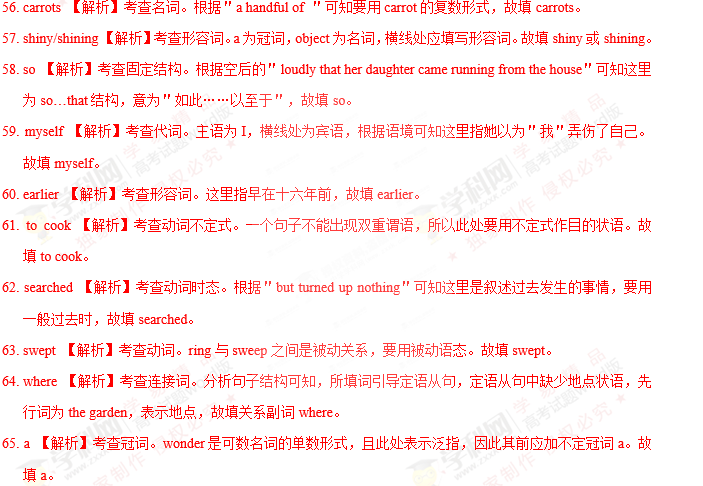 56. carrots 【解析】考查名词。根据＂a handful of ＂可知要用 carrot 的复数形式，故填 carrots。
57. shiny/shining【解析】考查形容词。a 为冠词，object 为名词，横线处应填写形容词。故填 shiny 或 shining。
58. so 【解析】考查固定结构。根据空后的＂loudly that her daughter came running from the house＂可知这里
为 so…that 结构，意为＂如此……以至于＂，故填 so。
59. myself 【解析】考查代词。主语为 I，横线处为宾语，根据语境可知这里指她以为＂我＂弄伤了自己。
故填 myself。
60. earlier 【解析】考查形容词。这里指早在十六年前，故填 earlier。
61. to cook 【解析】考查动词不定式。一个句子不能出现双重谓语，所以此处要用不定式作目的状语。故
填 to cook。
62. searched 【解析】考查动词时态。根据＂but turned up nothing＂可知这里是叙述过去发生的事情，要用
一般过去时，故填 searched。
63. swept 【解析】考查动词。ring 与 sweep 之间是被动关系，要用被动语态。故填 swept。
64. where 【解析】考查连接词。分析句子结构可知，所填词引导定语从句，定语从句中缺少地点状语，先
行词为 the garden，表示地点，故填关系副词 where。
65. a 【解析】考查冠词。wonder 是可数名词的单数形式，且此处表示泛指，因此其前应加不定冠词 a。故
填 a。